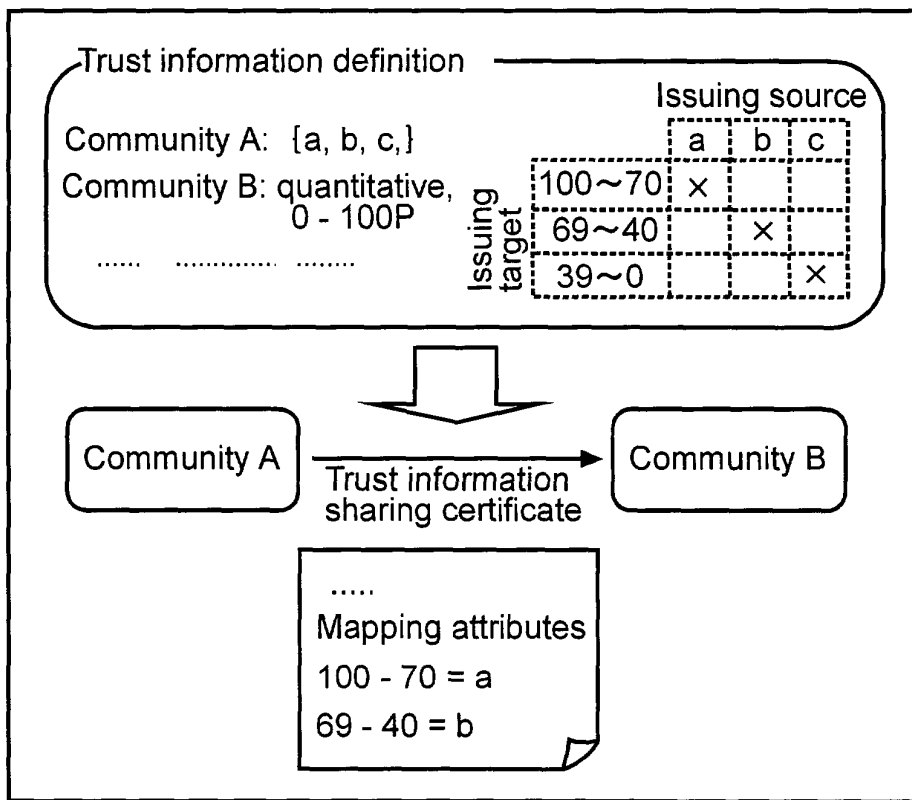 Trust information definition
Community A: {a, b, c,}
Community B: quantitative,
0 - 100P
...... ............. ........
Issuing source
a b c
Issuing
target
100～70 ×
69～40 ×
39～0 ×
Community A
Trust information
sharing certificate
Community B
.....
Mapping attributes
100 - 70 = a
69 - 40 = b